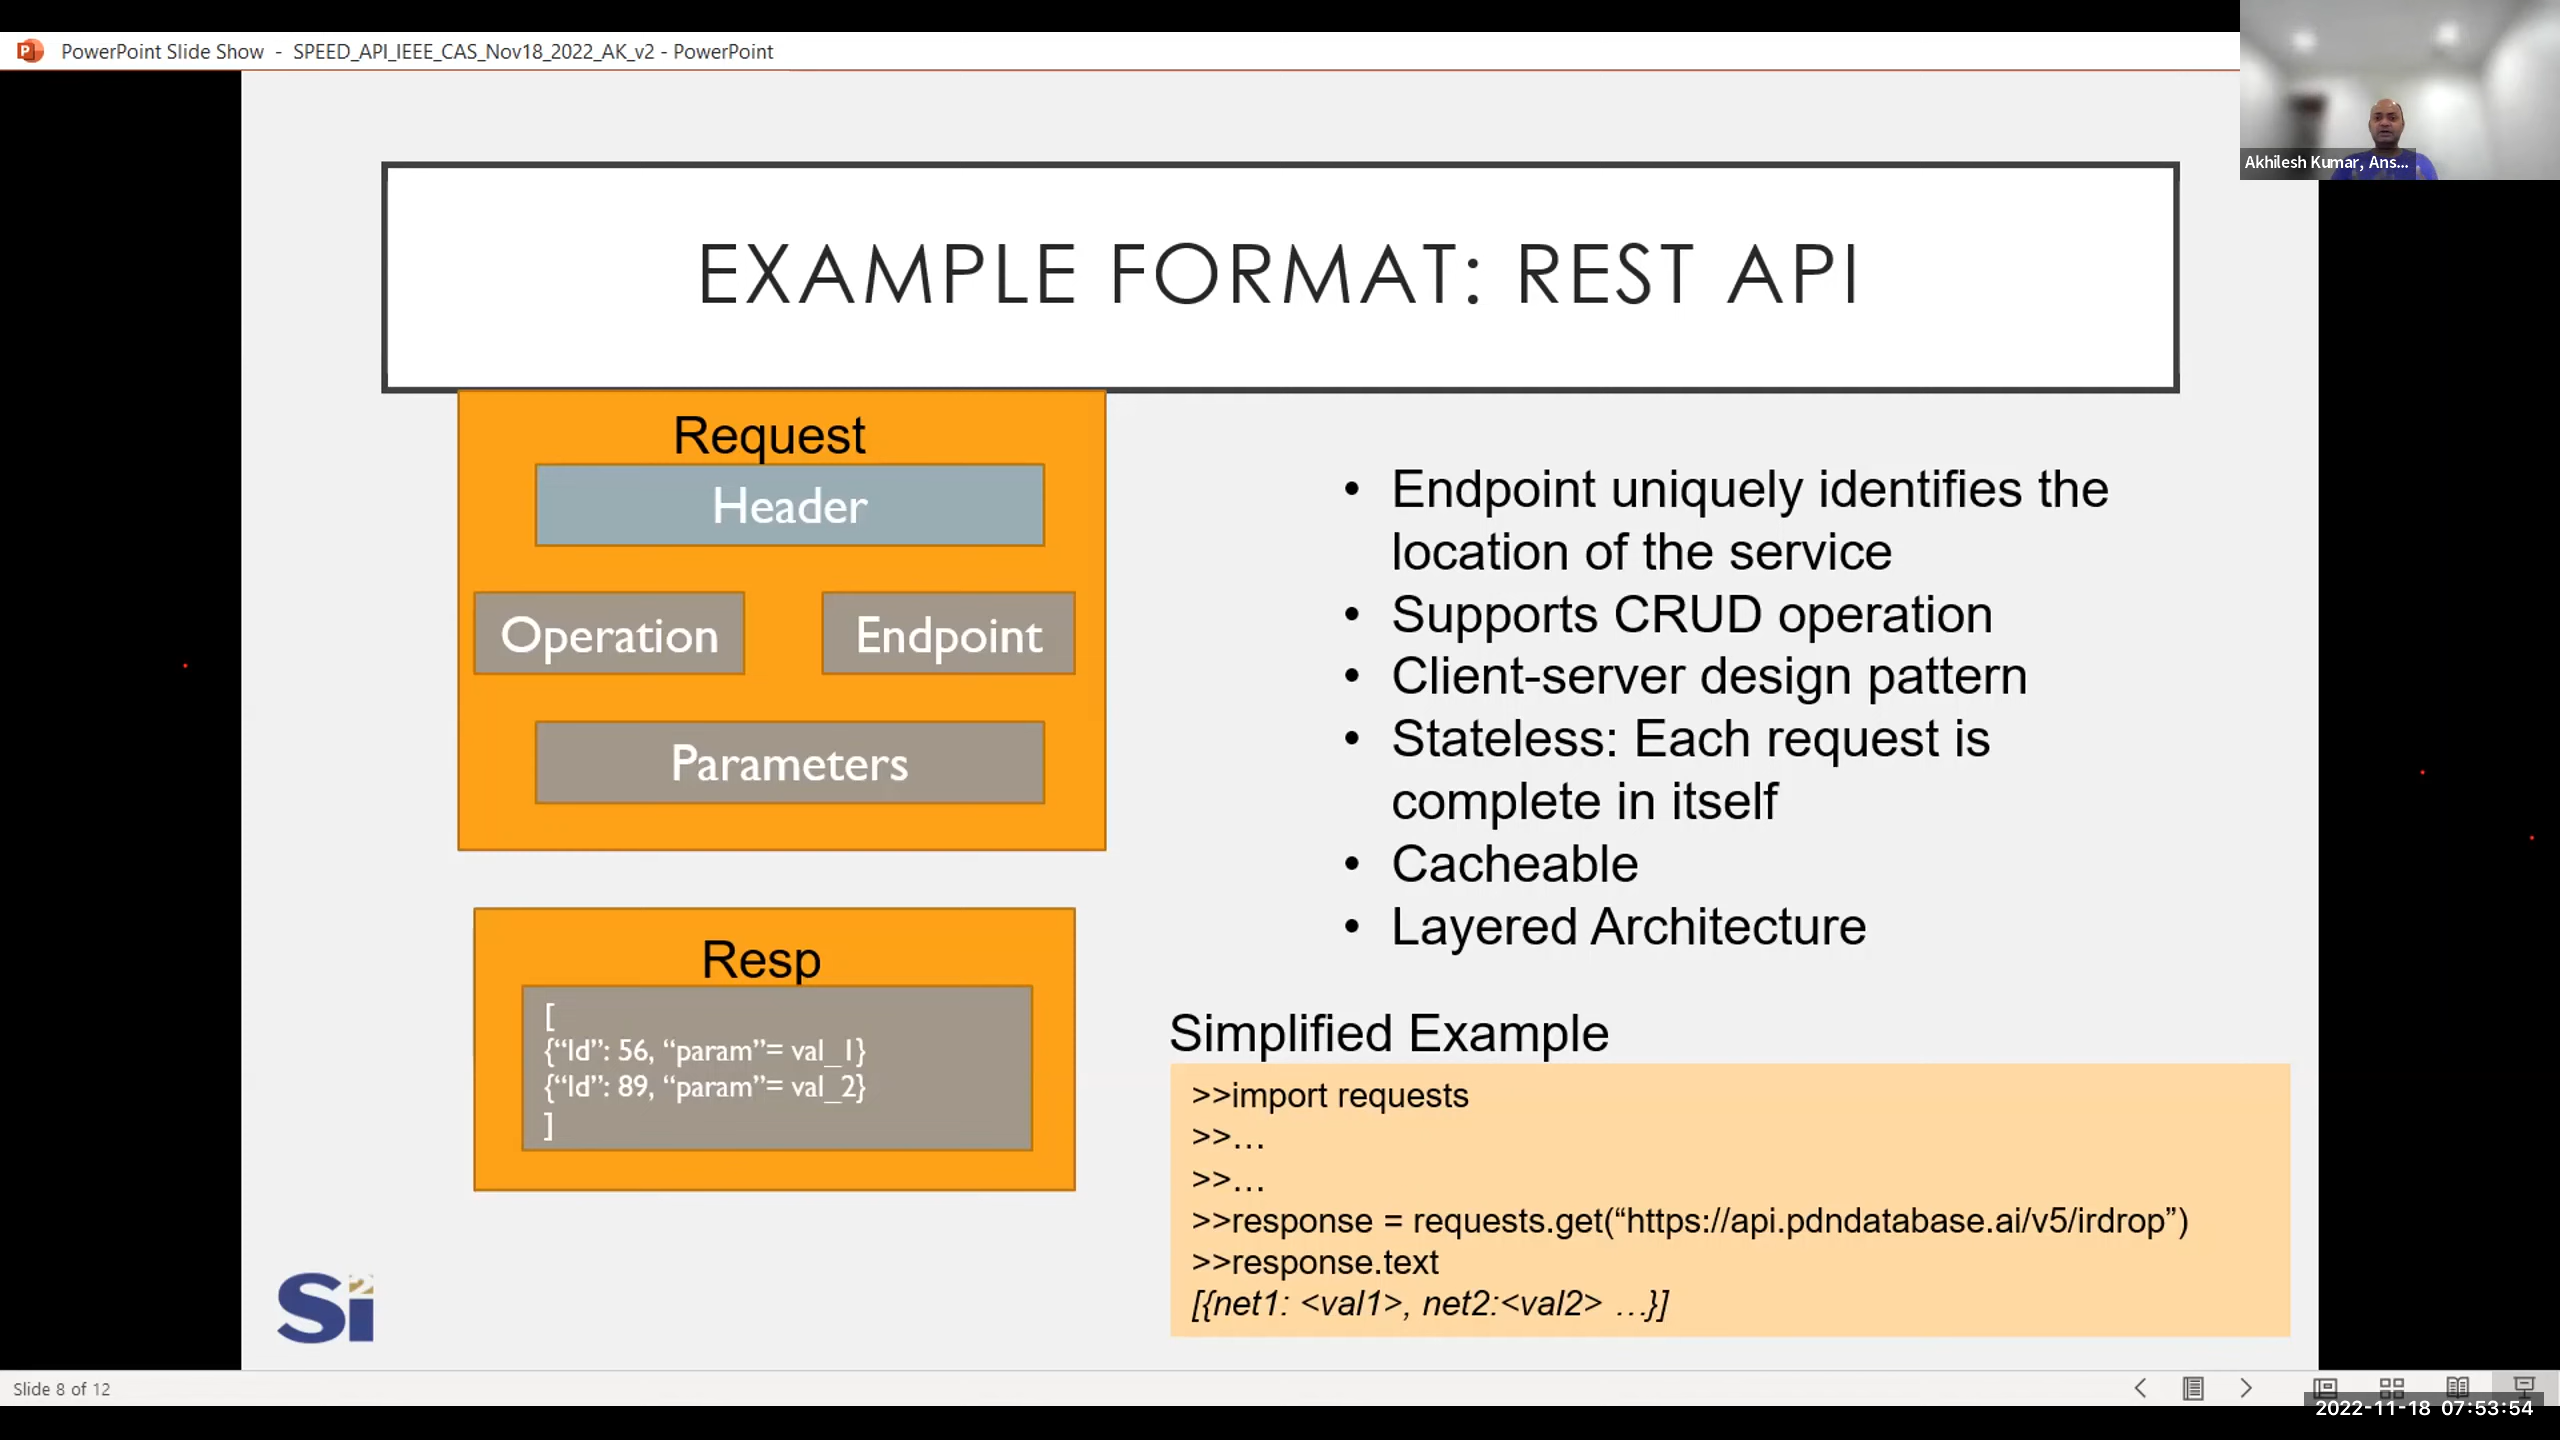 PowerPoint Slide Show - SPEED_API_IEEE_CAS_Nov18_2022_AK_v2 - PowerPoint
Akhilesh Kumar, Ans...
EXAMPLE FORMAT: REST API
Request
Header
Operation
Endpoint
Parameters
Resp
[
{“Id”: 56, “param”= val_1}
{“Id”: 89, “param”= val_2}
]
• Endpoint uniquely identifies the
location of the service
• Supports CRUD operation
• Client-server design pattern
• Stateless: Each request is
complete in itself
• Cacheable
• Layered Architecture
Simplified Example
>>import requests
>>…
>>…
>>response = requests.get(“https://api.pdndatabase.ai/v5/irdrop”)
>>response.text
[{net1: <val1>, net2:<val2> …}]
Si2
Slide 8 of 12
2022-11-18 07:53:54